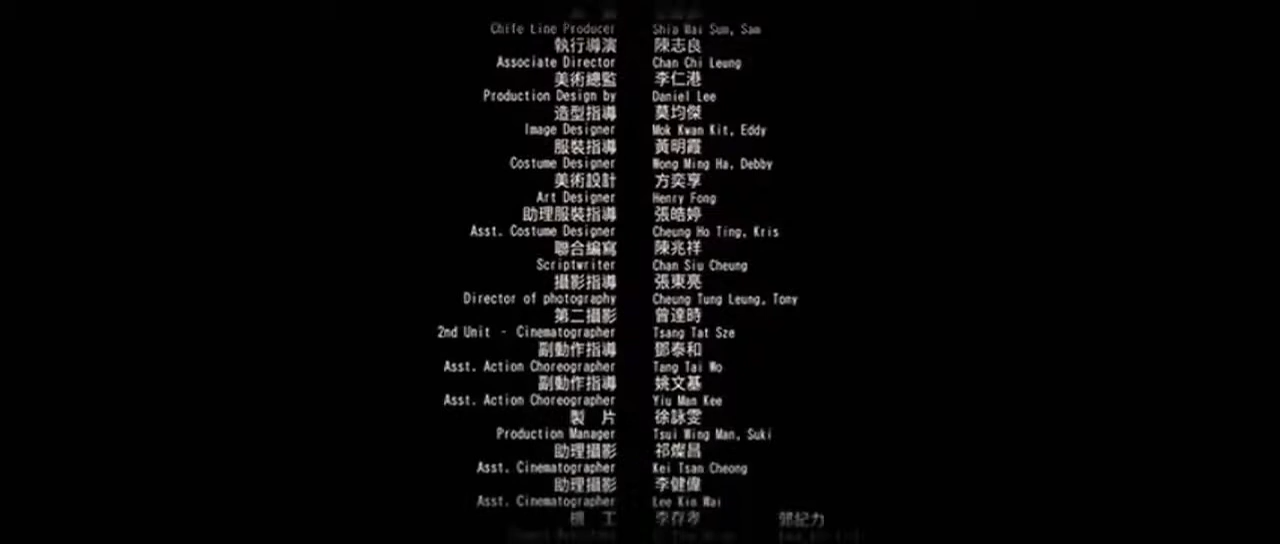 Chife Line Producer Shia Wai Sum, Sam
執行導演 陳志良
Associate Director Chan Chi Leung
美術總監 李仁港
Production Design by Daniel Lee
造型指導 莫均傑
Image Designer Mok Kwan Kit, Eddy
服裝指導 黃明霞
Costume Designer Wong Ming Ha, Debby
美術設計 方奕享
Art Designer Henry Fong
助理服裝指導 張皓婷
Asst. Costume Designer Cheung Ho Ting, Kris
聯合編寫 陳兆祥
Scriptwriter Chan Siu Cheung
攝影指導 張東亮
Director of photography Cheung Tung Leung, Tony
第二攝影 曾達時
2nd Unit - Cinematographer Tsang Tat Sze
副動作指導 鄧泰和
Asst. Action Choreographer Tang Tai Wo
副動作指導 姚文基
Asst. Action Choreographer Yiu Man Kee
製 片 徐詠雯
Production Manager Tsui Wing Man, Suki
助理攝影 祁燦昌
Asst. Cinematographer Kei Tsan Cheong
助理攝影 李健偉
Asst. Cinematographer Lee Kin Wai
機 工 李存孝 郭紀力